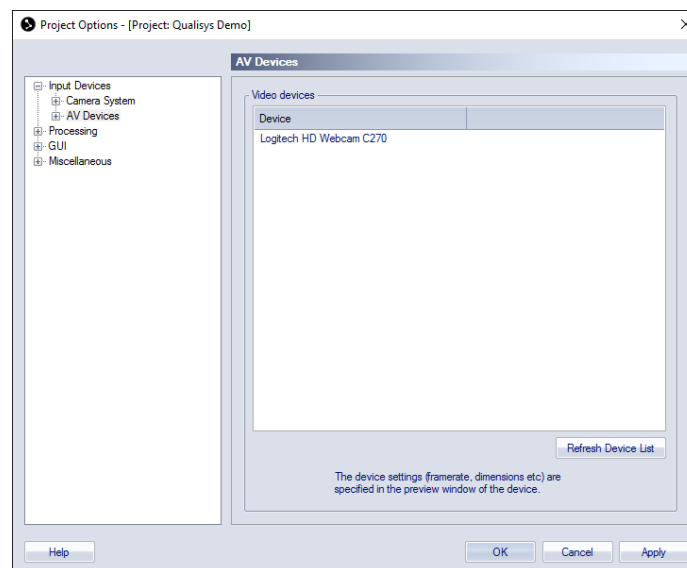 Project Options - [Project: Qualisys Demo]
AV Devices
Input Devices
Camera System
AV Devices
Processing
GUI
Miscellaneous
Video devices
Device
Logitech HD Webcam C270
Refresh Device List
The device settings (framerate, dimensions etc) are
specified in the preview window of the device.
Help
OK
Cancel
Apply